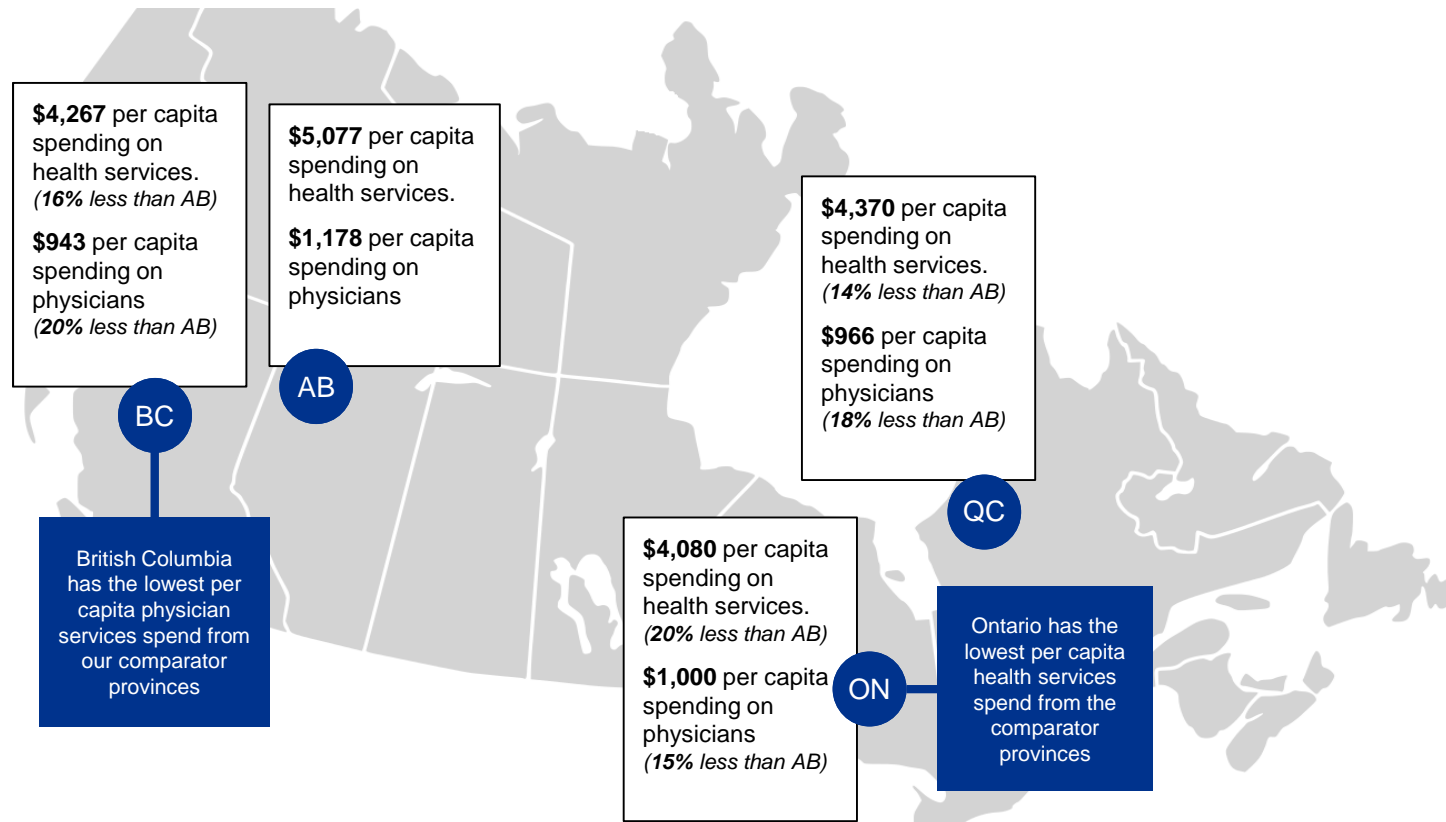 $4,267 per capita
spending on
health services.
(16% less than AB)
$943 per capita
spending on
physicians
(20% less than AB)
BC
British Columbia
has the lowest per
capita physician
services spend from
our comparator
provinces
$5,077 per capita
spending on
health services.
$1,178 per capita
spending on
physicians
AB
$4,370 per capita
spending on
health services.
(14% less than AB)
$966 per capita
spending on
physicians
(18% less than AB)
QC
$4,080 per capita
spending on
health services.
(20% less than AB)
$1,000 per capita
spending on
physicians
(15% less than AB)
ON
Ontario has the
lowest per capita
health services
spend from the
comparator
provinces